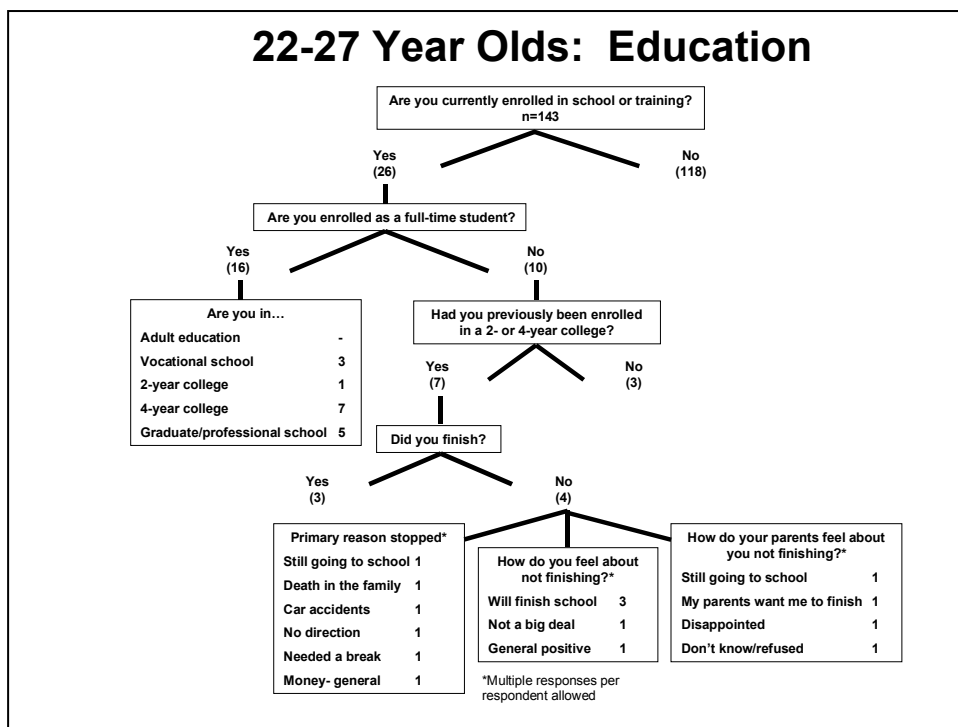 22-27 Year Olds:  Education
Are you currently enrolled in school or training?
n=143
Yes
(26)
No
(118)
Are you enrolled as a full-time student?
Yes
(16)
No
(10)
Are you in…
Adult education -
Vocational school 3
2-year college 1
4-year college 7
Graduate/professional school 5
Had you previously been enrolled
in a 2- or 4-year college?
Yes
(7)
No
(3)
Did you finish?
Yes
(3)
No
(4)
Primary reason stopped*
Still going to school 1
Death in the family 1
Car accidents 1
No direction 1
Needed a break 1
Money- general 1
How do you feel about
not finishing?*
Will finish school 3
Not a big deal 1
General positive 1
How do your parents feel about
you not finishing?*
Still going to school 1
My parents want me to finish 1
Disappointed 1
Don't know/refused 1
*Multiple responses per
respondent allowed